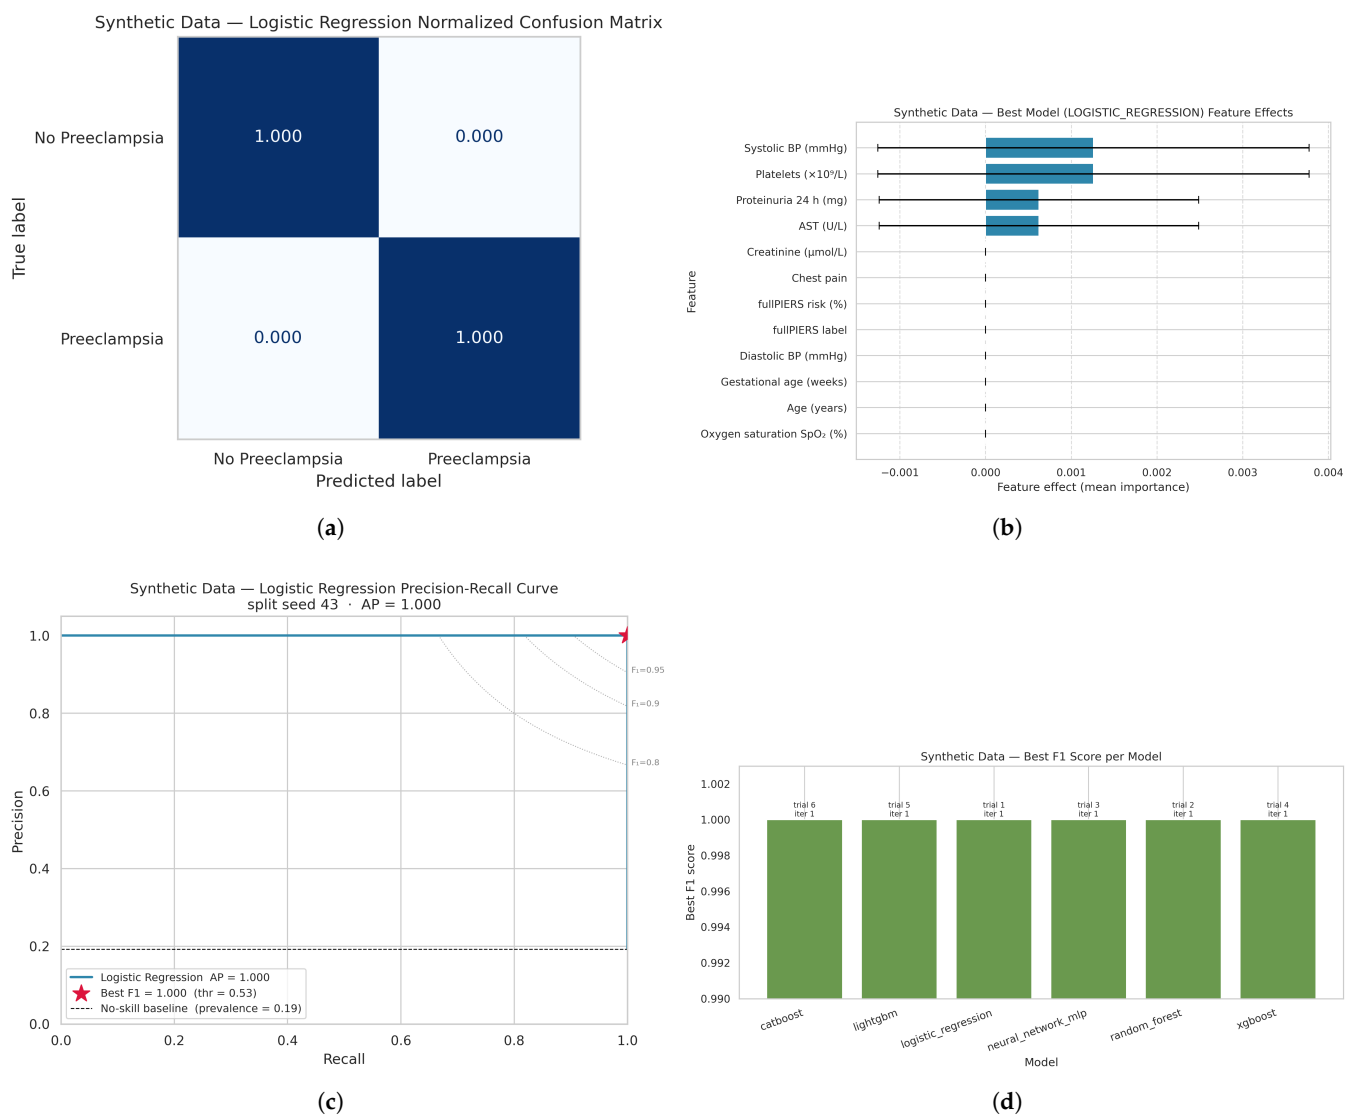 Synthetic Data — Logistic Regression Normalized Confusion Matrix
True label
No Preeclampsia
1.000
0.000
Preeclampsia
0.000
1.000
No Preeclampsia
Preeclampsia
Predicted label
(a)
Synthetic Data — Best Model (LOGISTIC_REGRESSION) Feature Effects
Feature
Systolic BP (mmHg)
Platelets (×10⁹/L)
Proteinuria 24 h (mg)
AST (U/L)
Creatinine (µmol/L)
Chest pain
fullPIERS risk (%)
fullPIERS label
Diastolic BP (mmHg)
Gestational age (weeks)
Age (years)
Oxygen saturation SpO₂ (%)
−0.001
0.000
0.001
0.002
0.003
0.004
Feature effect (mean importance)
(b)
Synthetic Data — Logistic Regression Precision-Recall Curve
split seed 43 · AP = 1.000
Precision
1.0
0.8
0.6
0.4
0.2
0.0
F₁=0.95
F₁=0.9
F₁=0.8
Logistic Regression AP = 1.000
Best F1 = 1.000 (thr = 0.53)
No-skill baseline (prevalence = 0.19)
0.0
0.2
0.4
0.6
0.8
1.0
Recall
(c)
Synthetic Data — Best F1 Score per Model
Best F1 score
1.002
1.000
0.998
0.996
0.994
0.992
0.990
trial 6
iter 1
trial 5
iter 1
trial 1
iter 1
trial 3
iter 1
trial 2
iter 1
trial 4
iter 1
catboost
lightgbm
logistic_regression
neural_network_mlp
random_forest
xgboost
Model
(d)